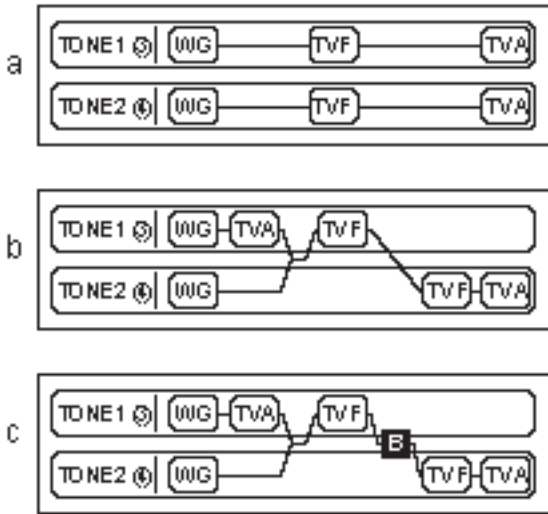 a
TONE1 ③ WG TVF TVA
TONE2 ④ WG TVF TVA
b
TONE1 ③ WG TVA TVF
TONE2 ④ WG TVF TVA
c
TONE1 ③ WG TVA TVF
B
TONE2 ④ WG TVF TVA